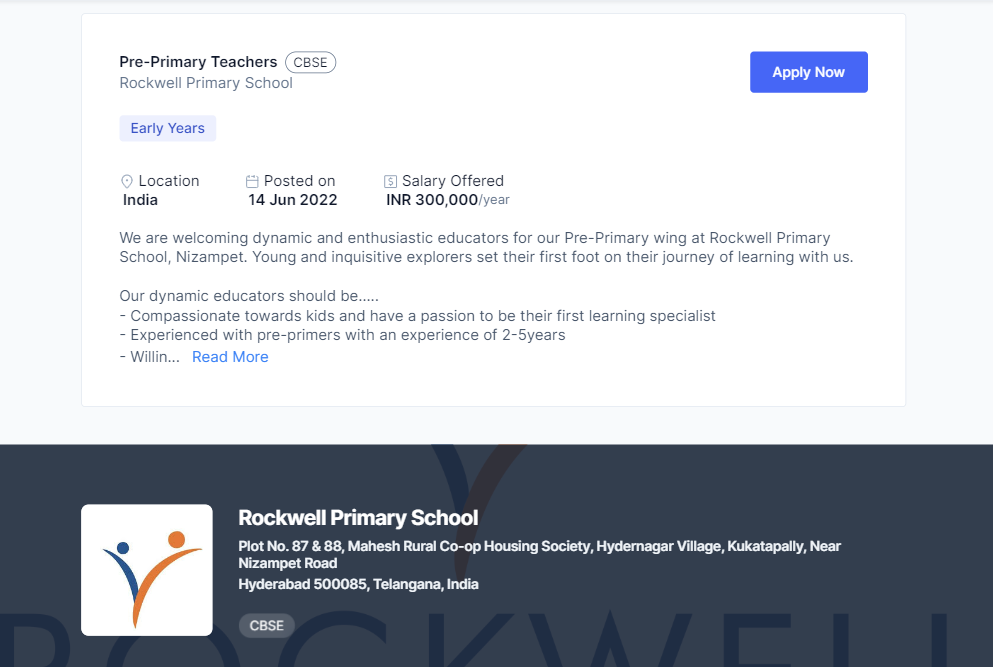 Pre-Primary Teachers CBSE
Rockwell Primary School
Apply Now
Early Years
Location Posted on Salary Offered
India 14 Jun 2022 INR 300,000/year
We are welcoming dynamic and enthusiastic educators for our Pre-Primary wing at Rockwell Primary
School, Nizampet. Young and inquisitive explorers set their first foot on their journey of learning with us.
Our dynamic educators should be.....
- Compassionate towards kids and have a passion to be their first learning specialist
- Experienced with pre-primers with an experience of 2-5years
- Willin... Read More
Rockwell Primary School
Plot No. 87 & 88, Mahesh Rural Co-op Housing Society, Hydernagar Village, Kukatapally, Near
Nizampet Road
Hyderabad 500085, Telangana, India
CBSE
ROCKWELL